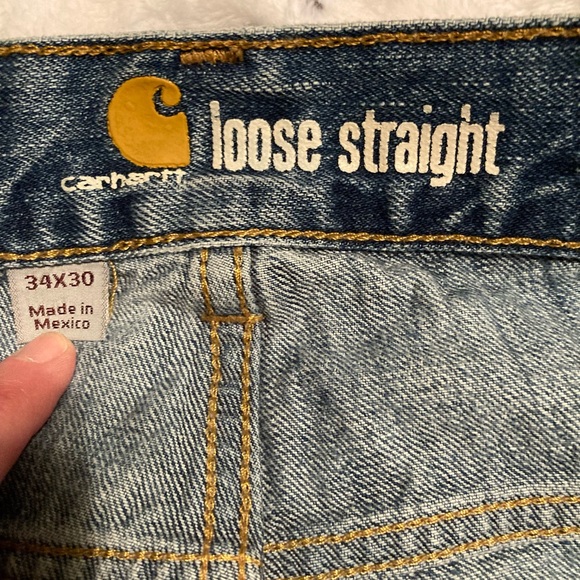 loose straight
carhartt
34X30
Made in
Mexico